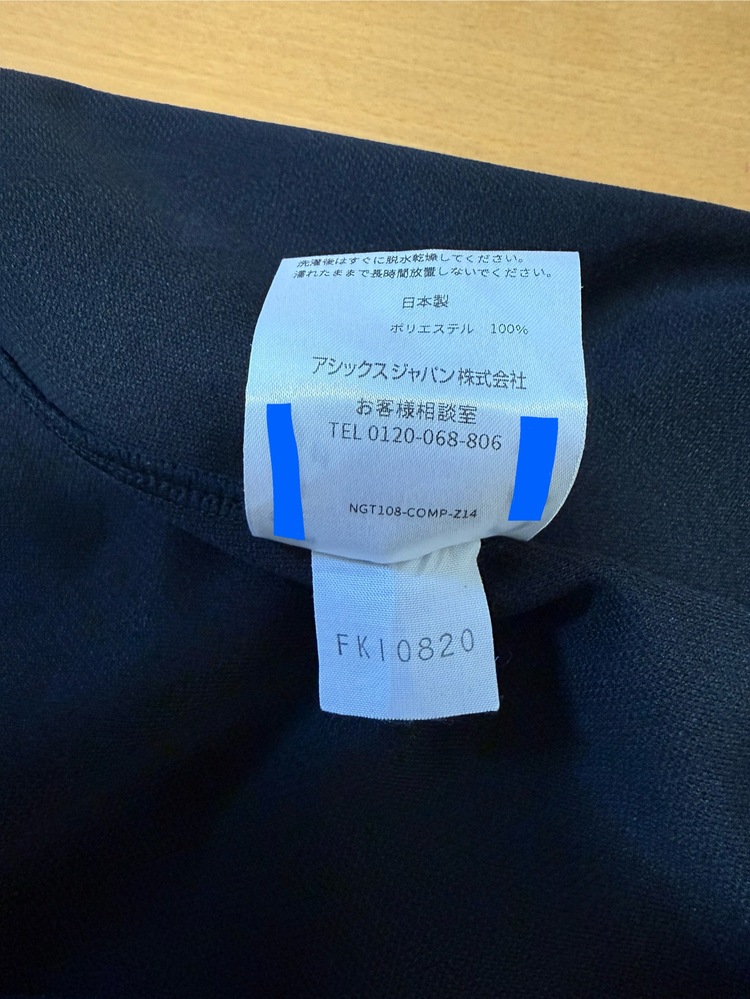 洗濯後はすぐに脱水乾燥してください。
濡れたままで長時間放置しないでください。
日本製
ポリエステル 100%
アシックスジャパン株式会社
お客様相談室
TEL 0120-068-806
NGT108-COMP-Z14
FKI0820